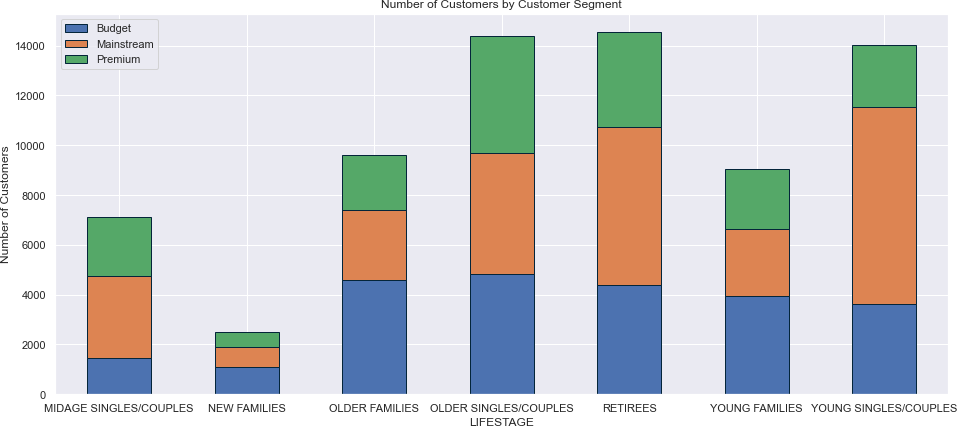 Number of Customers by Customer Segment
Budget
Mainstream
Premium
14000
12000
10000
8000
6000
4000
2000
0
Number of Customers
MIDAGE SINGLES/COUPLES NEW FAMILIES OLDER FAMILIES OLDER SINGLES/COUPLES RETIREES YOUNG FAMILIES YOUNG SINGLES/COUPLES
LIFESTAGE